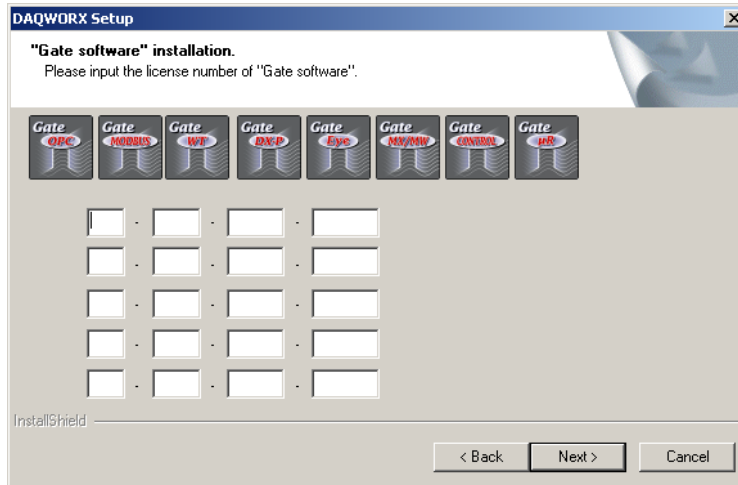 DAQWORX Setup
"Gate software" installation.
Please input the license number of "Gate software".
Gate OPC
Gate MODBUS
Gate WT
Gate DX-P
Gate Eye
Gate MX/MW
Gate CONTROL
Gate μR
- - -
- - -
- - -
- - -
- - -
InstallShield
< Back Next > Cancel